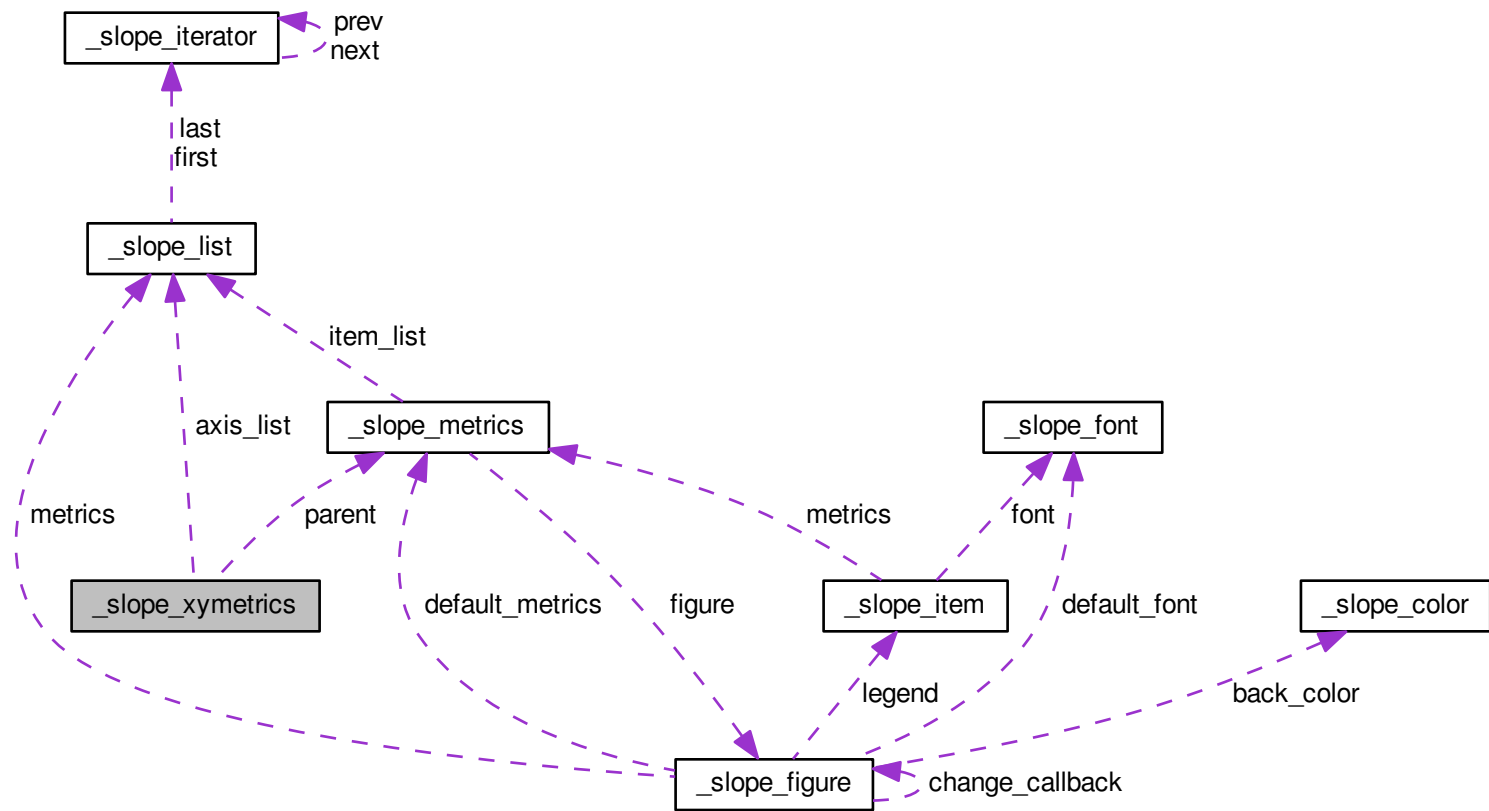 prev
_slope_iterator
next
last
first
_slope_list
item_list
axis_list
_slope_metrics
_slope_font
metrics
parent
metrics
font
_slope_xymetrics
default_metrics
figure
_slope_item
default_font
_slope_color
legend
back_color
_slope_figure
change_callback